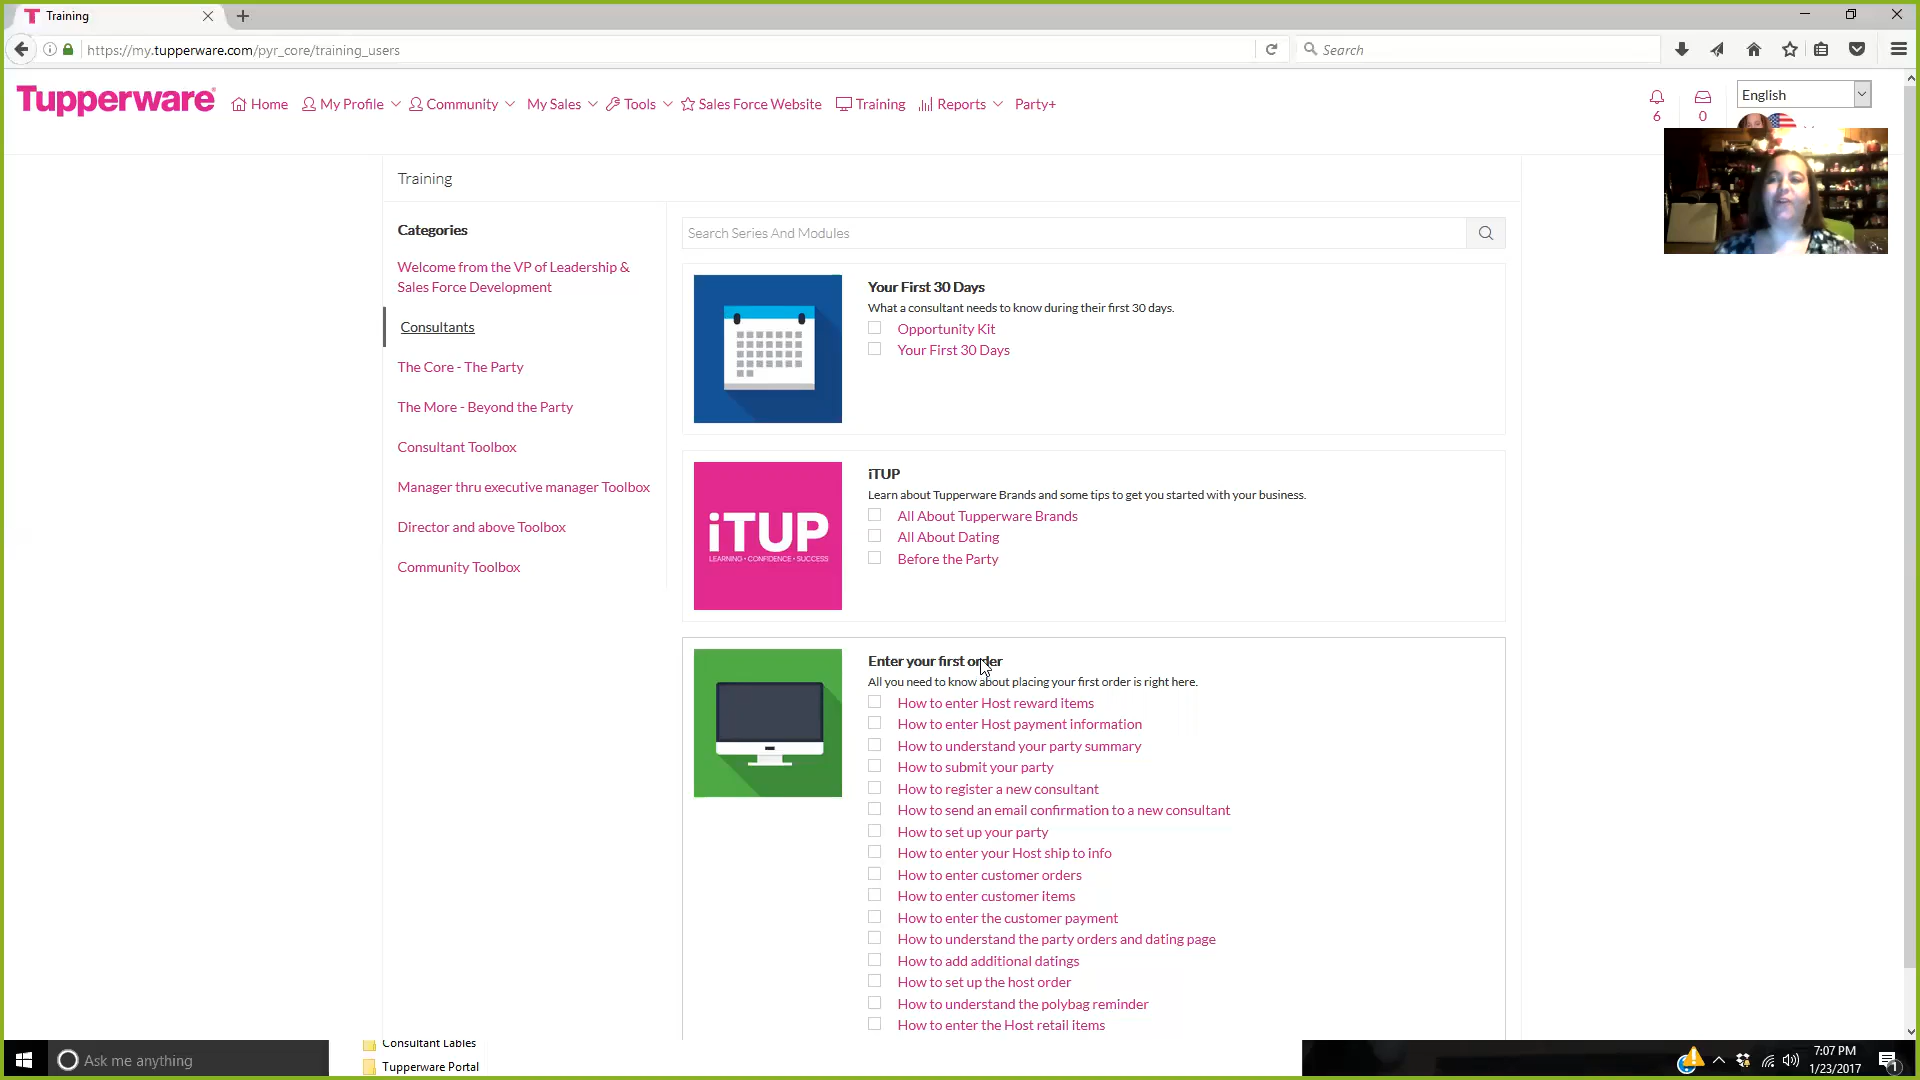 Training
https://my.tupperware.com/pyr_core/training_users
Search
Tupperware Home My Profile Community My Sales Tools Sales Force Website Training Reports Party+
6
0
English
Training
Categories
Welcome from the VP of Leadership &
Sales Force Development
Consultants
The Core - The Party
The More - Beyond the Party
Consultant Toolbox
Manager thru executive manager Toolbox
Director and above Toolbox
Community Toolbox
Search Series And Modules
Your First 30 Days
What a consultant needs to know during their first 30 days.
Opportunity Kit
Your First 30 Days
iTUP
LEARNING • CONFIDENCE • SUCCESS
iTUP
Learn about Tupperware Brands and some tips to get you started with your business.
All About Tupperware Brands
All About Dating
Before the Party
Enter your first order
All you need to know about placing your first order is right here.
How to enter Host reward items
How to enter Host payment information
How to understand your party summary
How to submit your party
How to register a new consultant
How to send an email confirmation to a new consultant
How to set up your party
How to enter your Host ship to info
How to enter customer orders
How to enter customer items
How to enter the customer payment
How to understand the party orders and dating page
How to add additional datings
How to set up the host order
How to understand the polybag reminder
How to enter the Host retail items
Consultant Lables
Tupperware Portal
Ask me anything
7:07 PM
1/23/2017
1